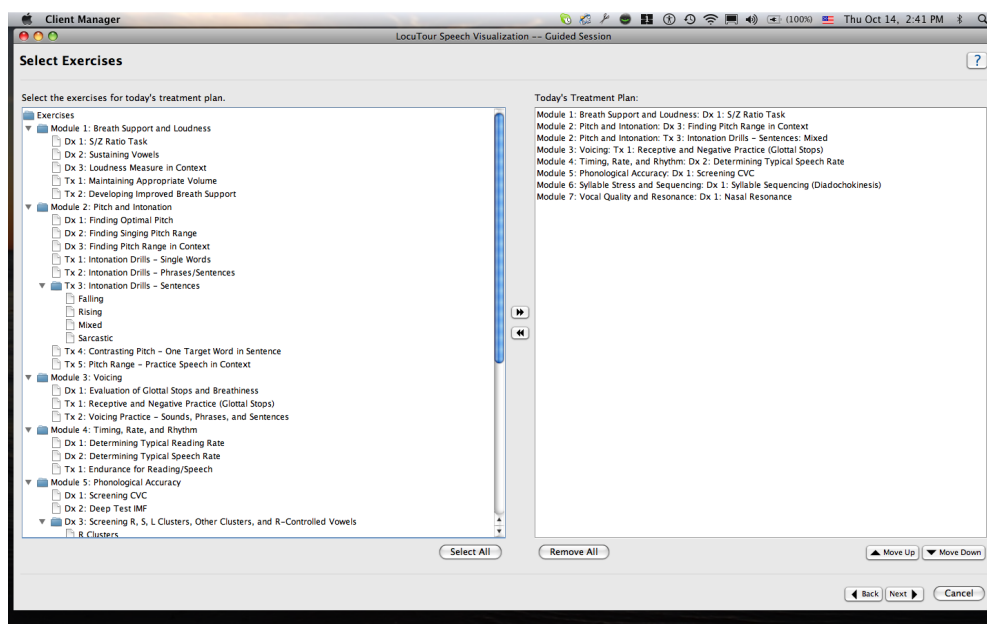 Client Manager
(100%)
Thu Oct 14, 2:41 PM
LocuTour Speech Visualization -- Guided Session
Select Exercises
?
Select the exercises for today's treatment plan.
Exercises
Module 1: Breath Support and Loudness
Dx 1: S/Z Ratio Task
Dx 2: Sustaining Vowels
Dx 3: Loudness Measure in Context
Tx 1: Maintaining Appropriate Volume
Tx 2: Developing Improved Breath Support
Module 2: Pitch and Intonation
Dx 1: Finding Optimal Pitch
Dx 2: Finding Singing Pitch Range
Dx 3: Finding Pitch Range in Context
Tx 1: Intonation Drills – Single Words
Tx 2: Intonation Drills – Phrases/Sentences
Tx 3: Intonation Drills – Sentences
Falling
Rising
Mixed
Sarcastic
Tx 4: Contrasting Pitch – One Target Word in Sentence
Tx 5: Pitch Range – Practice Speech in Context
Module 3: Voicing
Dx 1: Evaluation of Glottal Stops and Breathiness
Tx 1: Receptive and Negative Practice (Glottal Stops)
Tx 2: Voicing Practice – Sounds, Phrases, and Sentences
Module 4: Timing, Rate, and Rhythm
Dx 1: Determining Typical Reading Rate
Dx 2: Determining Typical Speech Rate
Tx 1: Endurance for Reading/Speech
Module 5: Phonological Accuracy
Dx 1: Screening CVC
Dx 2: Deep Test IMF
Dx 3: Screening R, S, L Clusters, Other Clusters, and R-Controlled Vowels
R Clusters
Select All
Today's Treatment Plan:
Module 1: Breath Support and Loudness: Dx 1: S/Z Ratio Task
Module 2: Pitch and Intonation: Dx 3: Finding Pitch Range in Context
Module 2: Pitch and Intonation: Tx 3: Intonation Drills – Sentences: Mixed
Module 3: Voicing: Tx 1: Receptive and Negative Practice (Glottal Stops)
Module 4: Timing, Rate, and Rhythm: Dx 2: Determining Typical Speech Rate
Module 5: Phonological Accuracy: Dx 1: Screening CVC
Module 6: Syllable Stress and Sequencing: Dx 1: Syllable Sequencing (Diadochokinesis)
Module 7: Vocal Quality and Resonance: Dx 1: Nasal Resonance
Remove All
Move Up
Move Down
Back
Next
Cancel